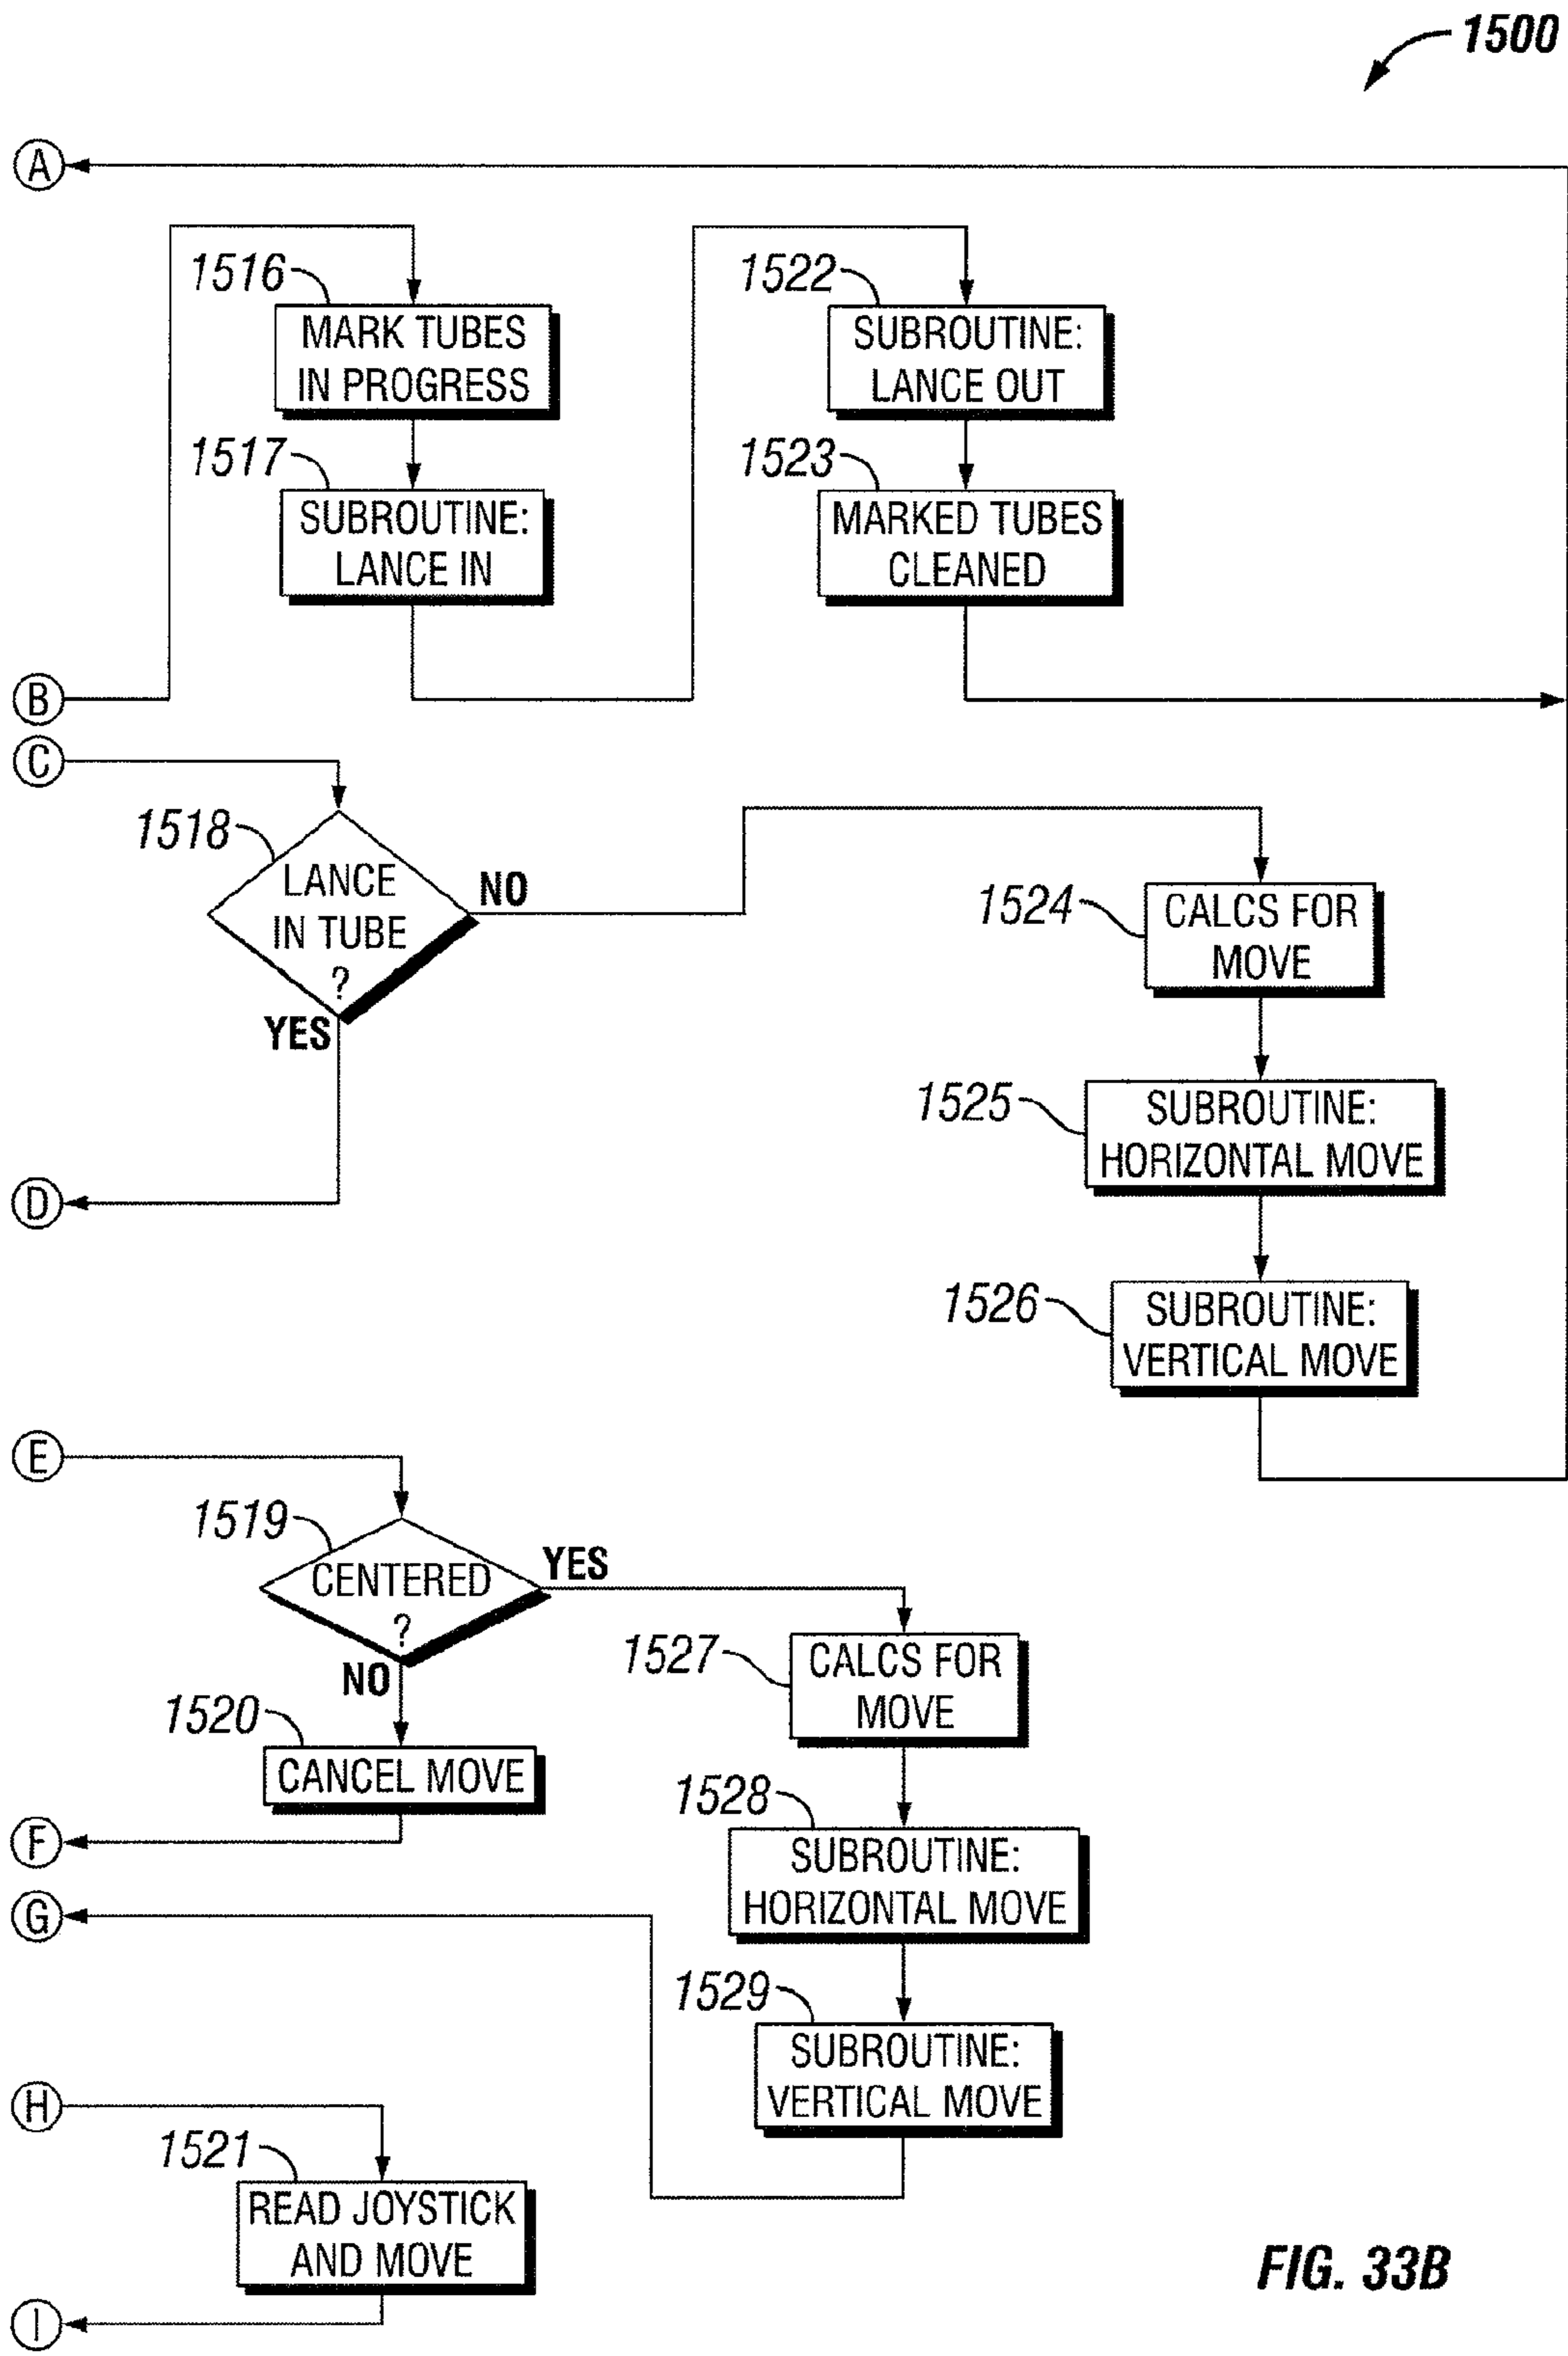 1500
A
1516
MARK TUBES
IN PROGRESS
1517
SUBROUTINE:
LANCE IN
1522
SUBROUTINE:
LANCE OUT
1523
MARKED TUBES
CLEANED
B
C
1518
LANCE
IN TUBE
?
NO
YES
1524
CALCS FOR
MOVE
1525
SUBROUTINE:
HORIZONTAL MOVE
1526
SUBROUTINE:
VERTICAL MOVE
D
E
1519
CENTERED
?
YES
NO
1520
CANCEL MOVE
1527
CALCS FOR
MOVE
1528
SUBROUTINE:
HORIZONTAL MOVE
1529
SUBROUTINE:
VERTICAL MOVE
F
G
H
1521
READ JOYSTICK
AND MOVE
I
FIG. 33B